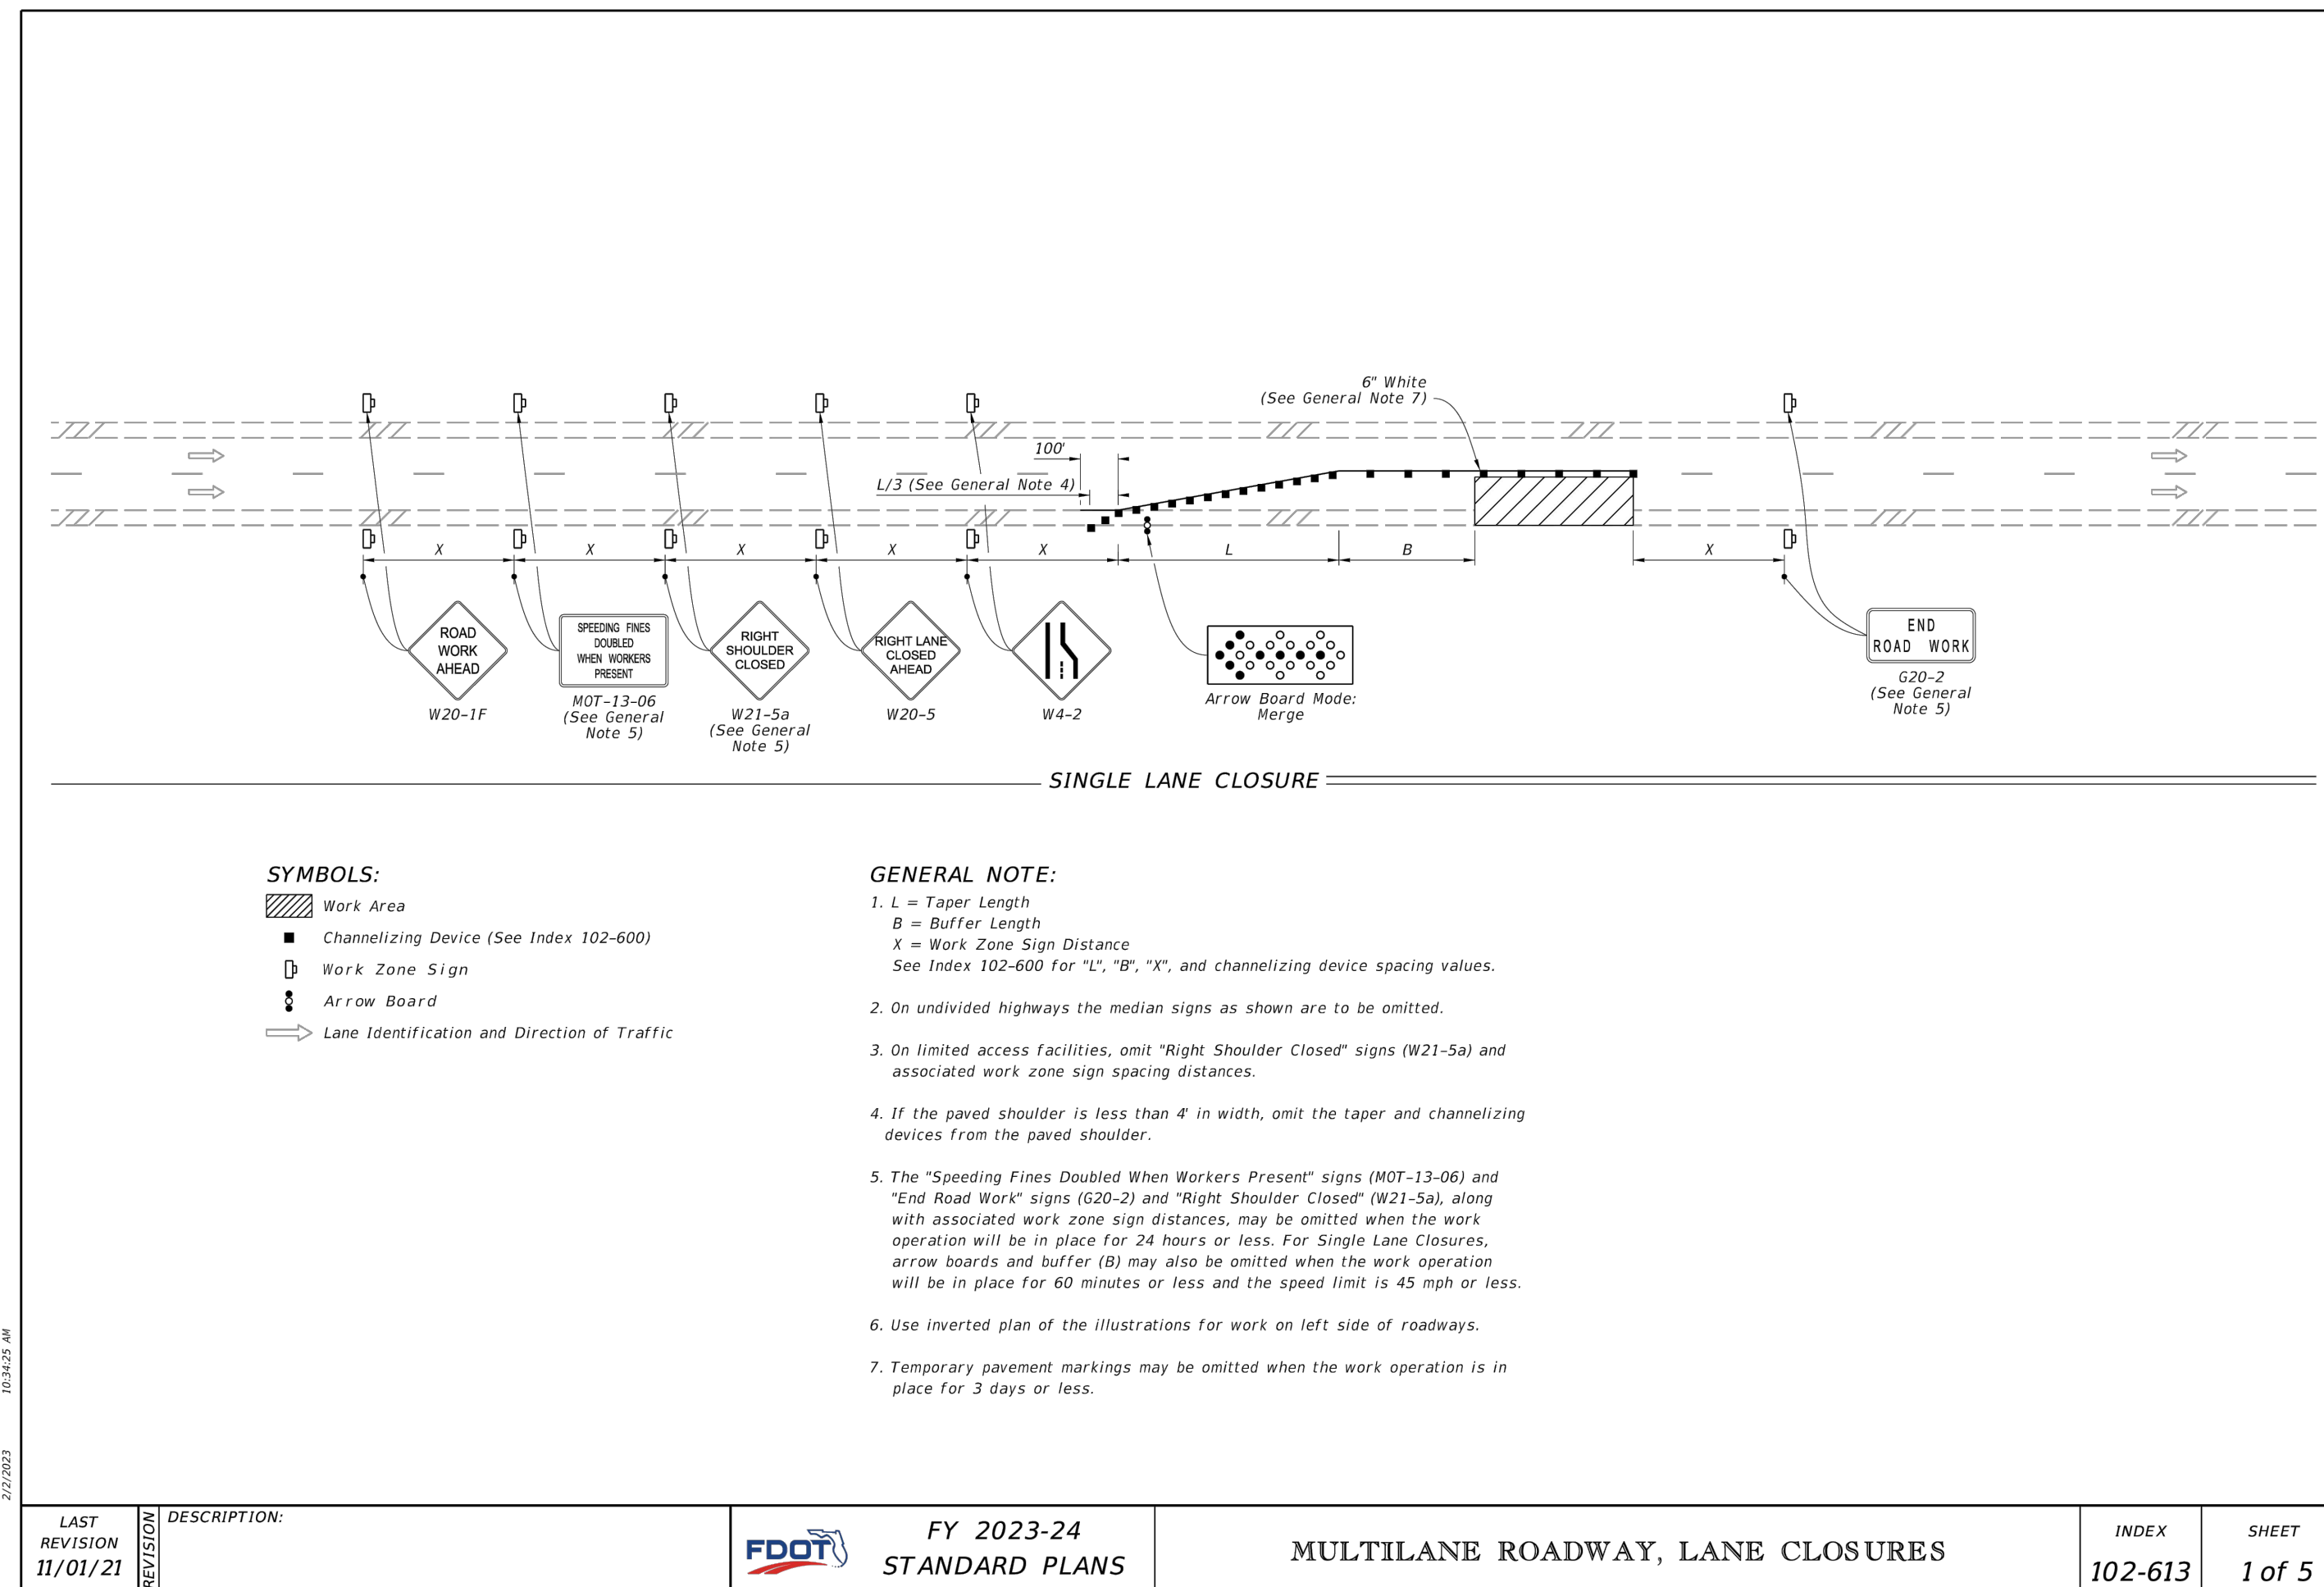 6" White
(See General Note 7)
100'
L/3 (See General Note 4)
X
X
X
X
X
L
B
X
ROAD
WORK
AHEAD
W20-1F
SPEEDING FINES
DOUBLED
WHEN WORKERS
PRESENT
MOT-13-06
(See General
Note 5)
RIGHT
SHOULDER
CLOSED
W21-5a
(See General
Note 5)
RIGHT LANE
CLOSED
AHEAD
W20-5
W4-2
Arrow Board Mode:
Merge
END
ROAD WORK
G20-2
(See General
Note 5)
SINGLE LANE CLOSURE
SYMBOLS:
Work Area
Channelizing Device (See Index 102-600)
Work Zone Sign
Arrow Board
Lane Identification and Direction of Traffic
GENERAL NOTE:
1. L = Taper Length
B = Buffer Length
X = Work Zone Sign Distance
See Index 102-600 for "L", "B", "X", and channelizing device spacing values.
2. On undivided highways the median signs as shown are to be omitted.
3. On limited access facilities, omit "Right Shoulder Closed" signs (W21-5a) and
associated work zone sign spacing distances.
4. If the paved shoulder is less than 4' in width, omit the taper and channelizing
devices from the paved shoulder.
5. The "Speeding Fines Doubled When Workers Present" signs (MOT-13-06) and
"End Road Work" signs (G20-2) and "Right Shoulder Closed" (W21-5a), along
with associated work zone sign distances, may be omitted when the work
operation will be in place for 24 hours or less. For Single Lane Closures,
arrow boards and buffer (B) may also be omitted when the work operation
will be in place for 60 minutes or less and the speed limit is 45 mph or less.
6. Use inverted plan of the illustrations for work on left side of roadways.
7. Temporary pavement markings may be omitted when the work operation is in
place for 3 days or less.
10:34:25 AM
2/2/2023
LAST
REVISION
11/01/21
REVISION
DESCRIPTION:
FDOT
FY 2023-24
STANDARD PLANS
MULTILANE ROADWAY, LANE CLOSURES
INDEX
102-613
SHEET
1 of 5